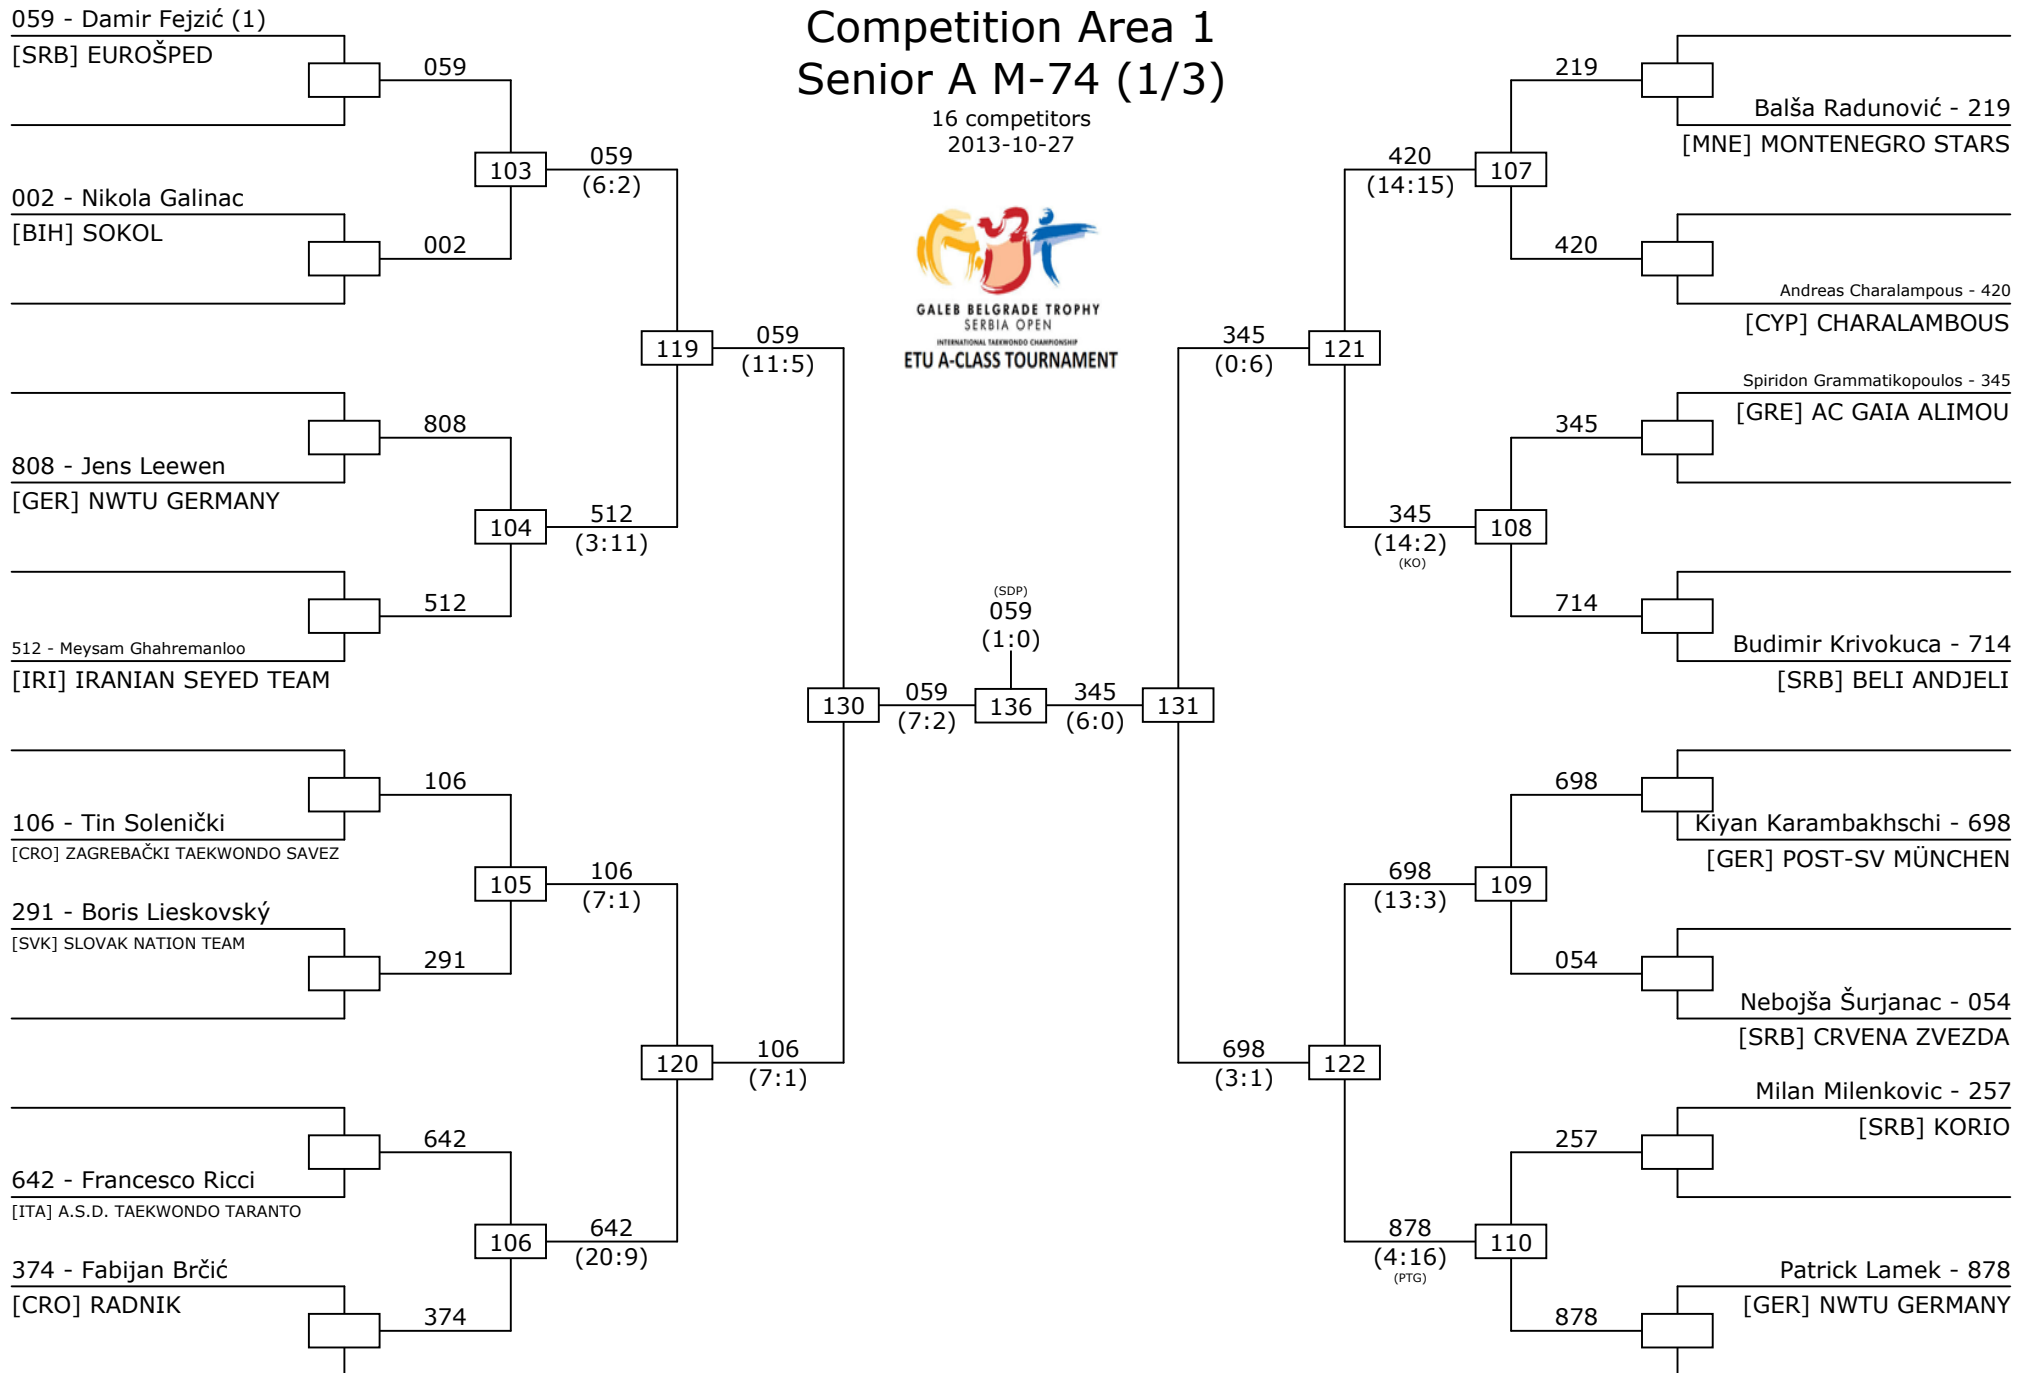 Competition Area 1
Senior A M-74 (1/3)
16 competitors
2013-10-27
GALEB BELGRADE TROPHY
SERBIA OPEN
INTERNATIONAL TAEKWONDO CHAMPIONSHIP
ETU A-CLASS TOURNAMENT
059 - Damir Fejzić (1)
[SRB] EUROŠPED
059
002 - Nikola Galinac
[BIH] SOKOL
002
103
059
(6:2)
808
808 - Jens Leewen
[GER] NWTU GERMANY
512
512 - Meysam Ghahremanloo
[IRI] IRANIAN SEYED TEAM
104
512
(3:11)
119
059
(11:5)
106
106 - Tin Solenički
[CRO] ZAGREBAČKI TAEKWONDO SAVEZ
291 - Boris Lieskovský
[SVK] SLOVAK NATION TEAM
291
105
106
(7:1)
642
642 - Francesco Ricci
[ITA] A.S.D. TAEKWONDO TARANTO
374 - Fabijan Brčić
[CRO] RADNIK
374
106
642
(20:9)
120
106
(7:1)
130
059
(7:2)
(SDP)
059
(1:0)
136
345
(6:0)
131
345
(0:6)
121
420
(14:15)
107
219
Balša Radunović - 219
[MNE] MONTENEGRO STARS
420
Andreas Charalampous - 420
[CYP] CHARALAMBOUS
Spiridon Grammatikopoulos - 345
[GRE] AC GAIA ALIMOU
345
345
(14:2)
(KO)
108
714
Budimir Krivokuca - 714
[SRB] BELI ANDJELI
698
(3:1)
122
698
(13:3)
109
698
Kiyan Karambakhschi - 698
[GER] POST-SV MÜNCHEN
054
Nebojša Šurjanac - 054
[SRB] CRVENA ZVEZDA
Milan Milenkovic - 257
[SRB] KORIO
257
878
(4:16)
(PTG)
110
Patrick Lamek - 878
[GER] NWTU GERMANY
878